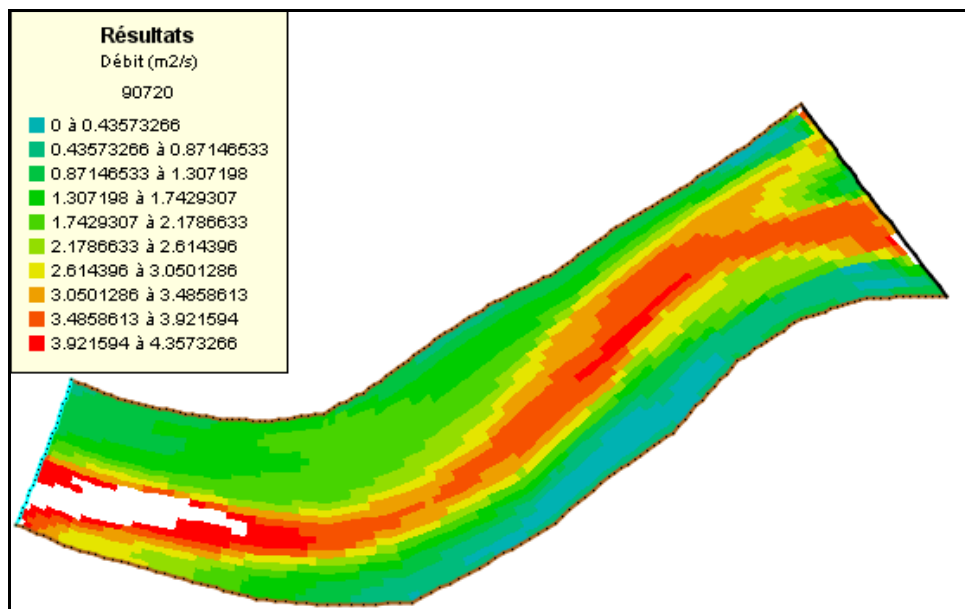 Résultats
Débit (m2/s)
90720
0 à 0.43573266
0.43573266 à 0.87146533
0.87146533 à 1.307198
1.307198 à 1.7429307
1.7429307 à 2.1786633
2.1786633 à 2.614396
2.614396 à 3.0501286
3.0501286 à 3.4858613
3.4858613 à 3.921594
3.921594 à 4.3573266